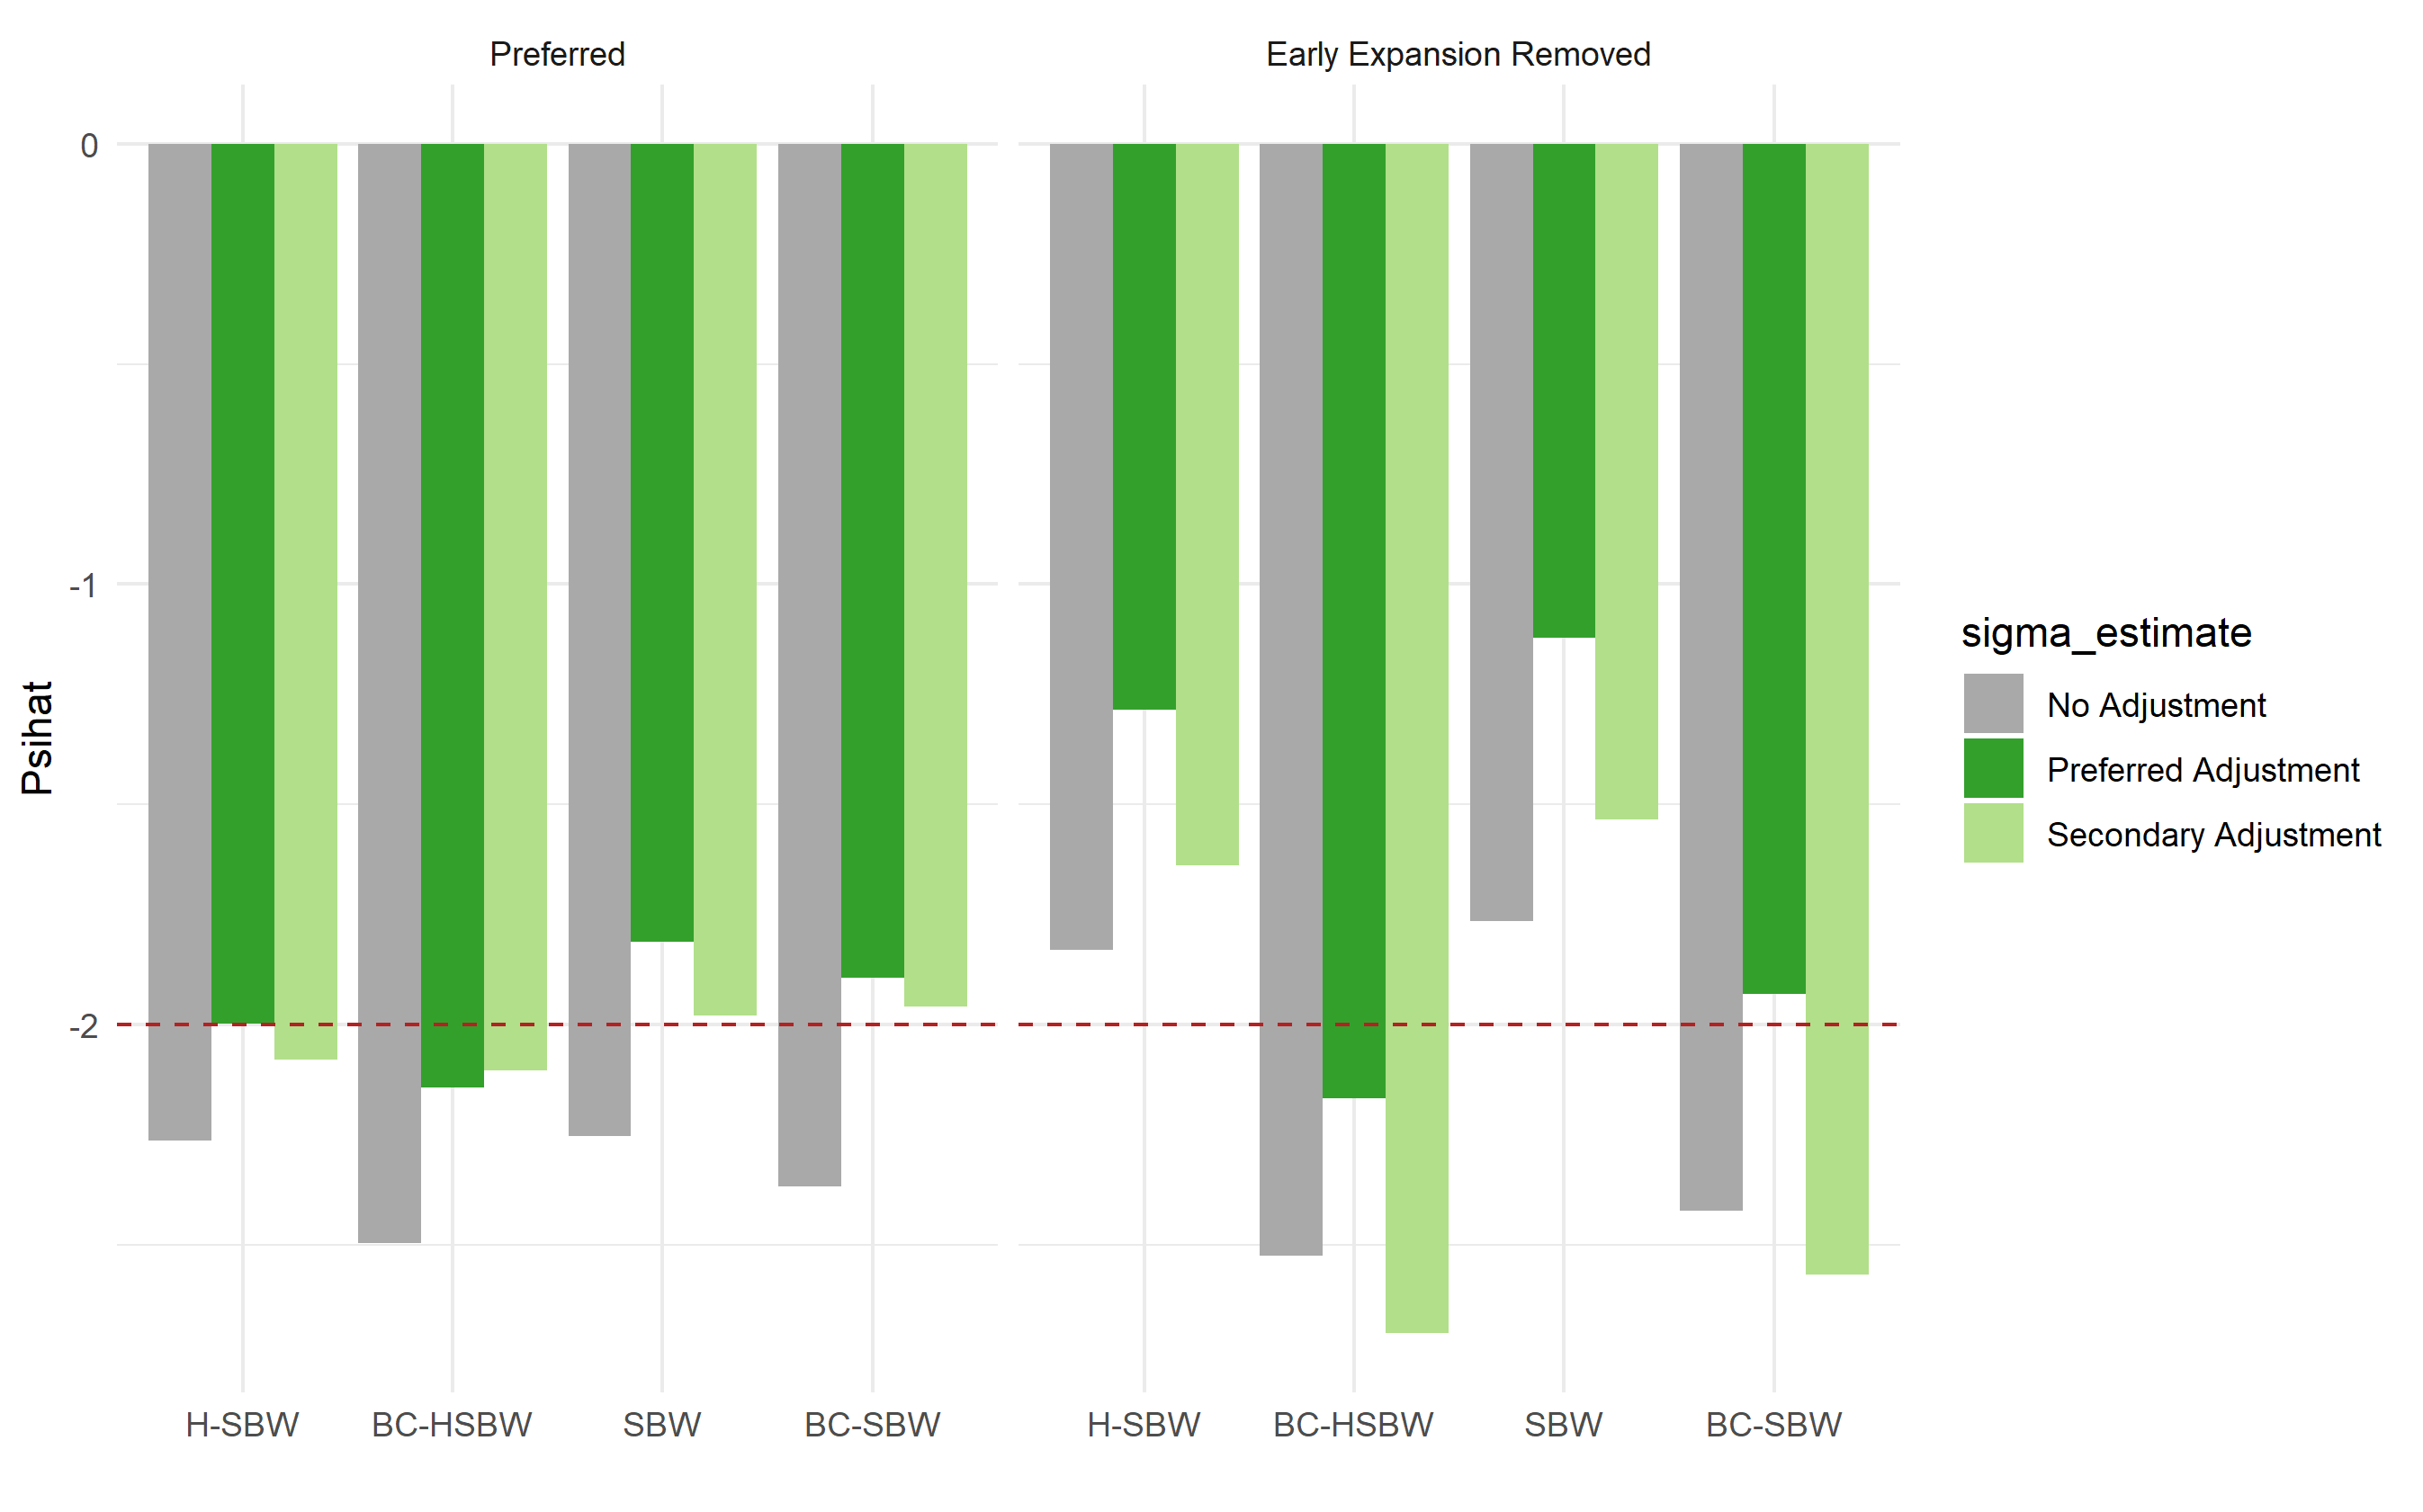 Preferred
Early Expansion Removed
0
-1
-2
Psihat
H-SBW
BC-HSBW
SBW
BC-SBW
H-SBW
BC-HSBW
SBW
BC-SBW
sigma_estimate
No Adjustment
Preferred Adjustment
Secondary Adjustment